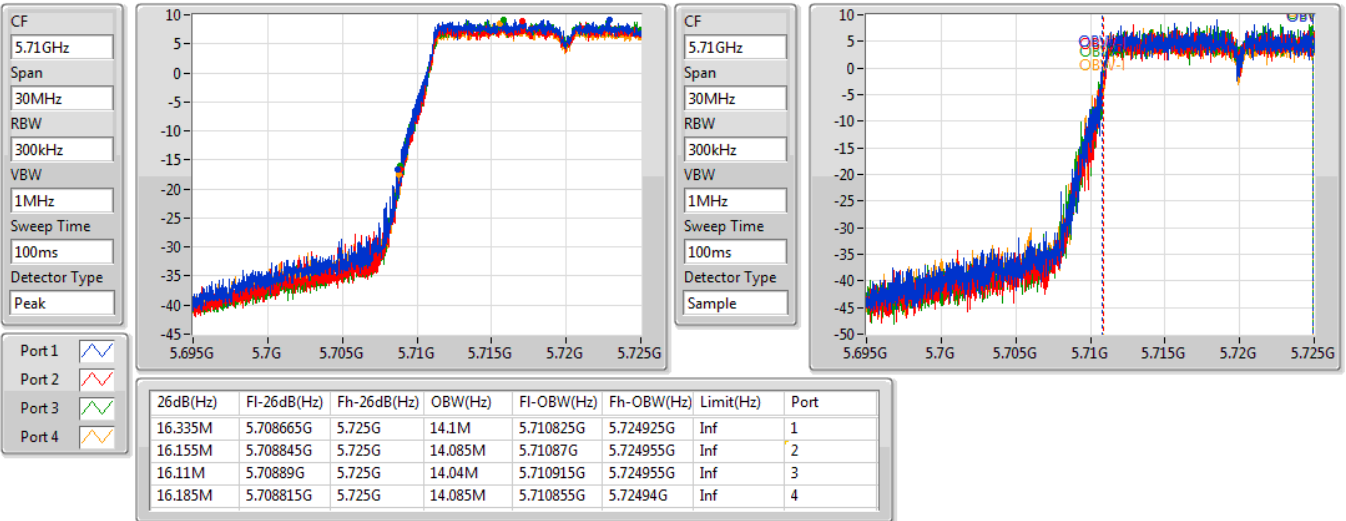 CF
5.71GHz
Span
30MHz
RBW
300kHz
VBW
1MHz
Sweep Time
100ms
Detector Type
Peak
10
5
0
-5
-10
-15
-20
-25
-30
-35
-40
-45
5.695G 5.7G 5.705G 5.71G 5.715G 5.72G 5.725G
CF
5.71GHz
Span
30MHz
RBW
300kHz
VBW
1MHz
Sweep Time
100ms
Detector Type
Sample
10
5
0
-5
-10
-15
-20
-25
-30
-35
-40
-45
-50
5.695G 5.7G 5.705G 5.71G 5.715G 5.72G 5.725G
Port 1
Port 2
Port 3
Port 4
26dB(Hz) Fl-26dB(Hz) Fh-26dB(Hz) OBW(Hz) Fl-OBW(Hz) Fh-OBW(Hz) Limit(Hz) Port
16.335M 5.708665G 5.725G 14.1M 5.710825G 5.724925G Inf 1
16.155M 5.708845G 5.725G 14.085M 5.71087G 5.724955G Inf 2
16.11M 5.70889G 5.725G 14.04M 5.710915G 5.724955G Inf 3
16.185M 5.708815G 5.725G 14.085M 5.710855G 5.72494G Inf 4